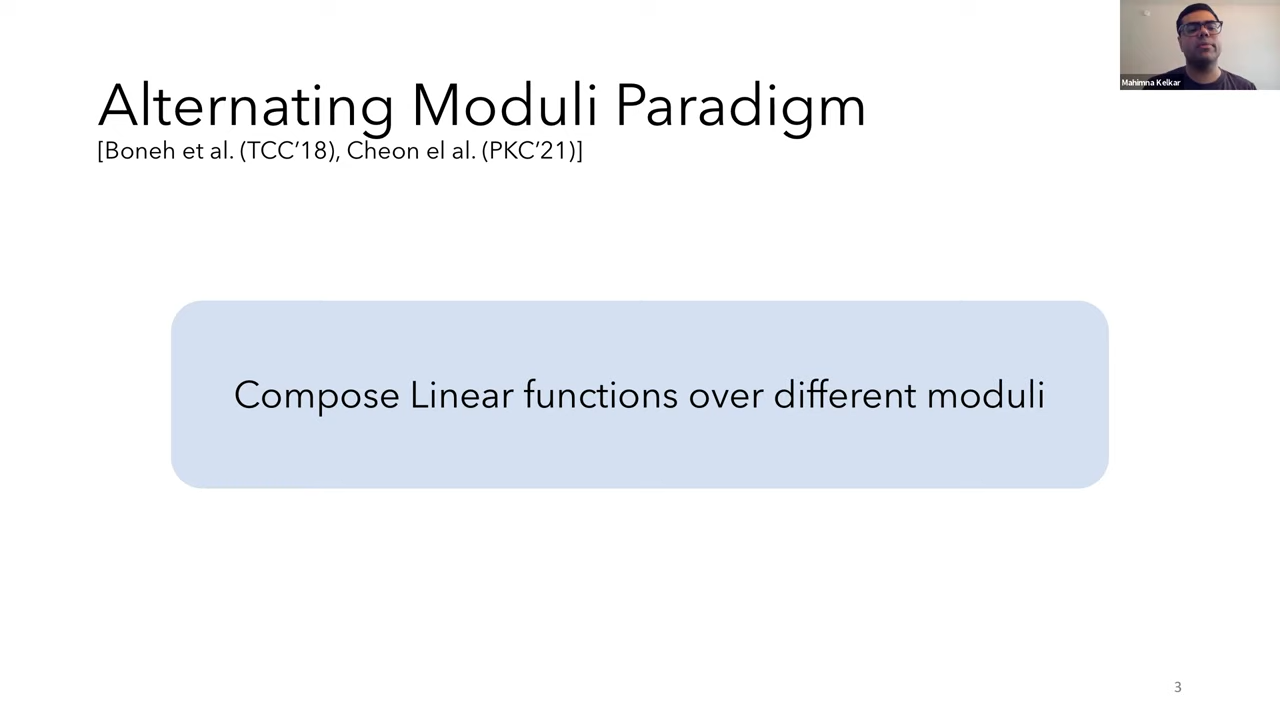 Mahimna Kelkar
Alternating Moduli Paradigm
[Boneh et al. (TCC’18), Cheon el al. (PKC’21)]
Compose Linear functions over different moduli
3